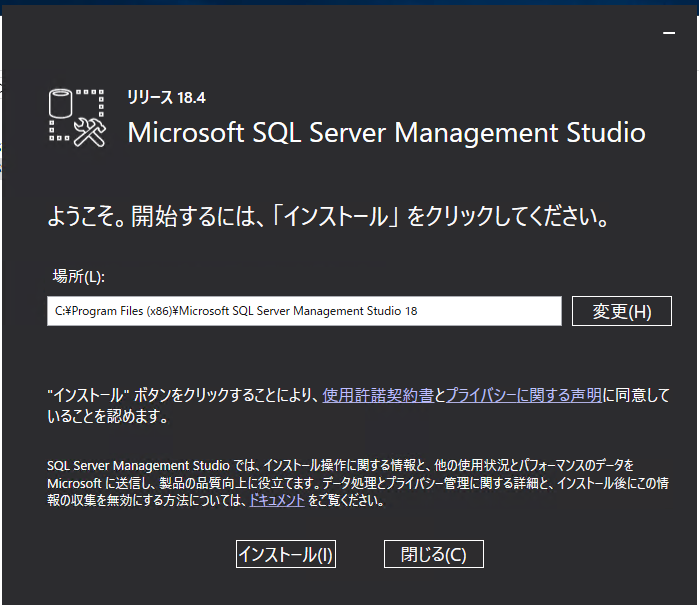 リリース 18.4
Microsoft SQL Server Management Studio
ようこそ。開始するには、「インストール」 をクリックしてください。
場所(L):
C:¥Program Files (x86)¥Microsoft SQL Server Management Studio 18
変更(H)
"インストール" ボタンをクリックすることにより、使用許諾契約書とプライバシーに関する声明に同意して
いることを認めます。
SQL Server Management Studio では、インストール操作に関する情報と、他の使用状況とパフォーマンスのデータを
Microsoft に送信し、製品の品質向上に役立てます。データ処理とプライバシー管理に関する詳細と、インストール後にこの情
報の収集を無効にする方法については、ドキュメント をご覧ください。
インストール(I)
閉じる(C)